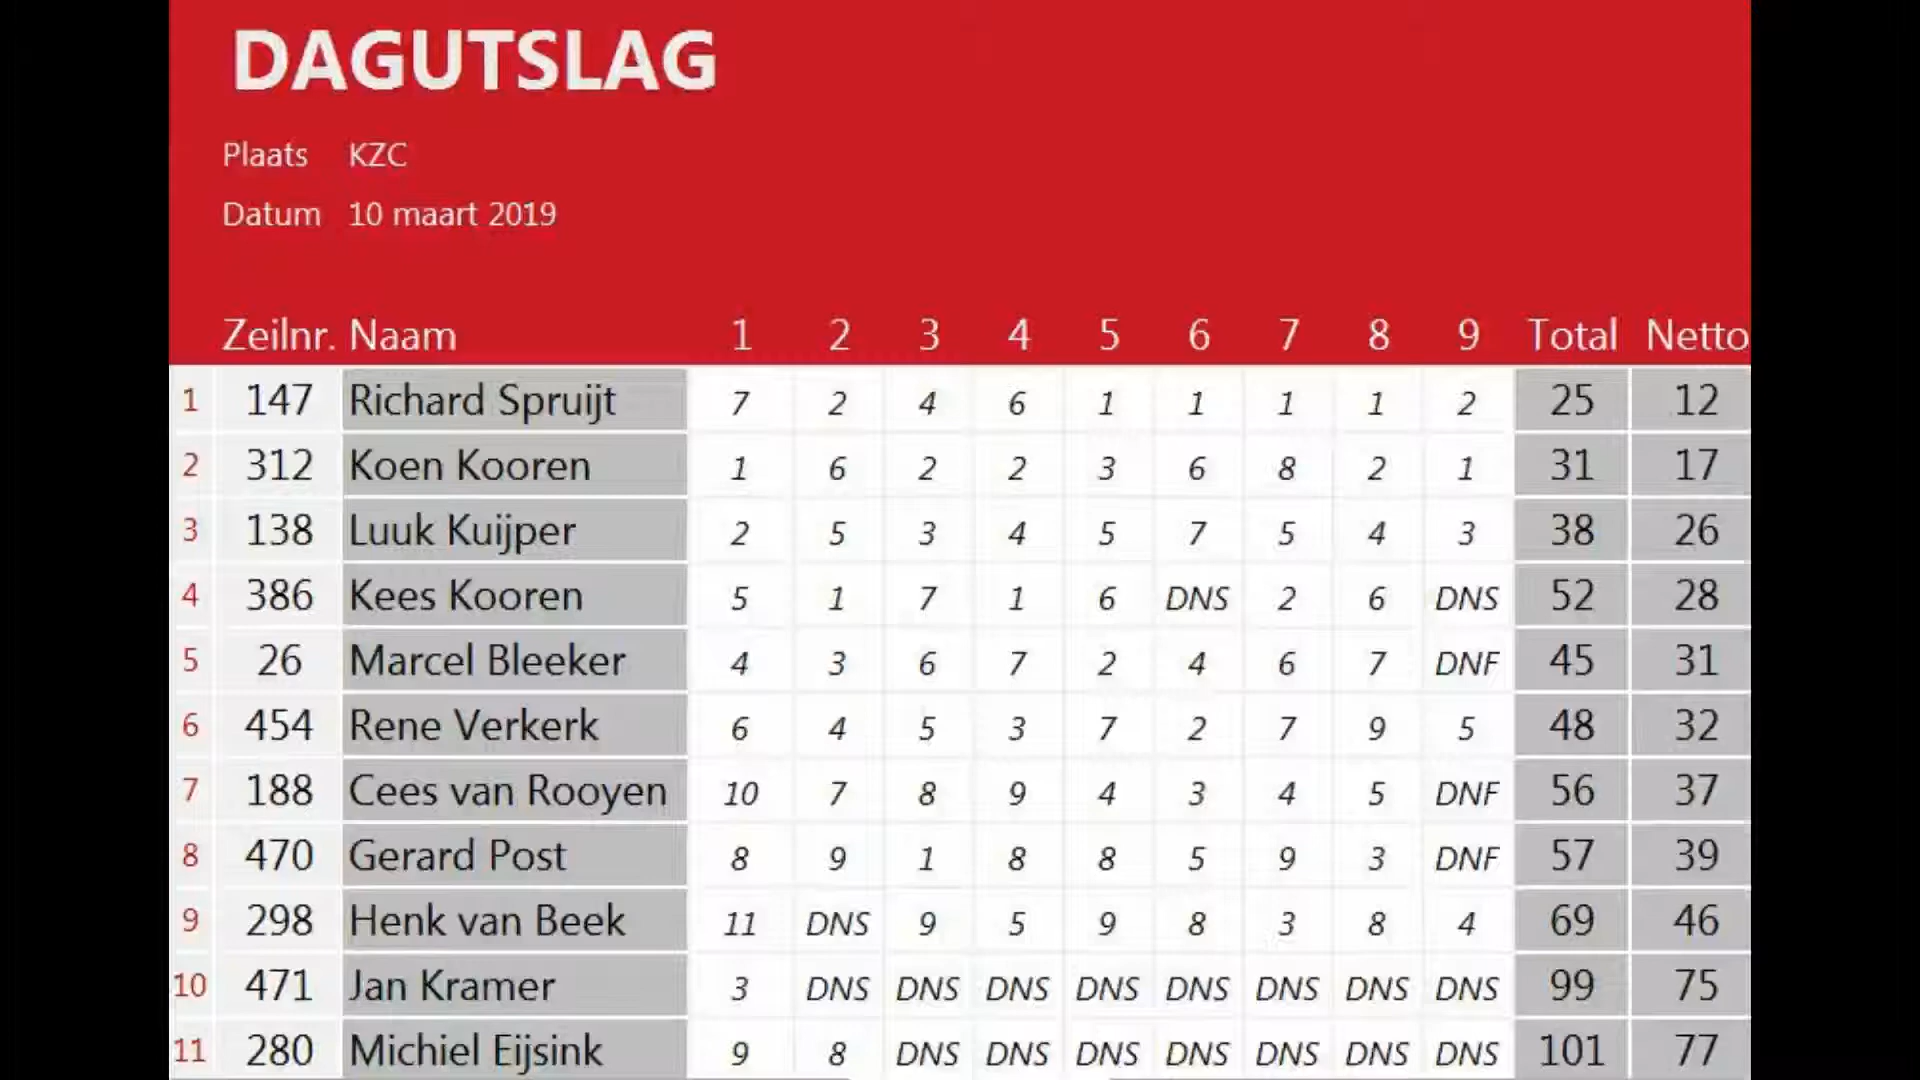 DAGUTSLAG
Plaats KZC
Datum 10 maart 2019
Zeilnr. Naam 1 2 3 4 5 6 7 8 9 Total Netto
1 147 Richard Spruijt 7 2 4 6 1 1 1 1 2 25 12
2 312 Koen Kooren 1 6 2 2 3 6 8 2 1 31 17
3 138 Luuk Kuijper 2 5 3 4 5 7 5 4 3 38 26
4 386 Kees Kooren 5 1 7 1 6 DNS 2 6 DNS 52 28
5 26 Marcel Bleeker 4 3 6 7 2 4 6 7 DNF 45 31
6 454 Rene Verkerk 6 4 5 3 7 2 7 9 5 48 32
7 188 Cees van Rooyen 10 7 8 9 4 3 4 5 DNF 56 37
8 470 Gerard Post 8 9 1 8 8 5 9 3 DNF 57 39
9 298 Henk van Beek 11 DNS 9 5 9 8 3 8 4 69 46
10 471 Jan Kramer 3 DNS DNS DNS DNS DNS DNS DNS DNS 99 75
11 280 Michiel Eijsink 9 8 DNS DNS DNS DNS DNS DNS DNS 101 77